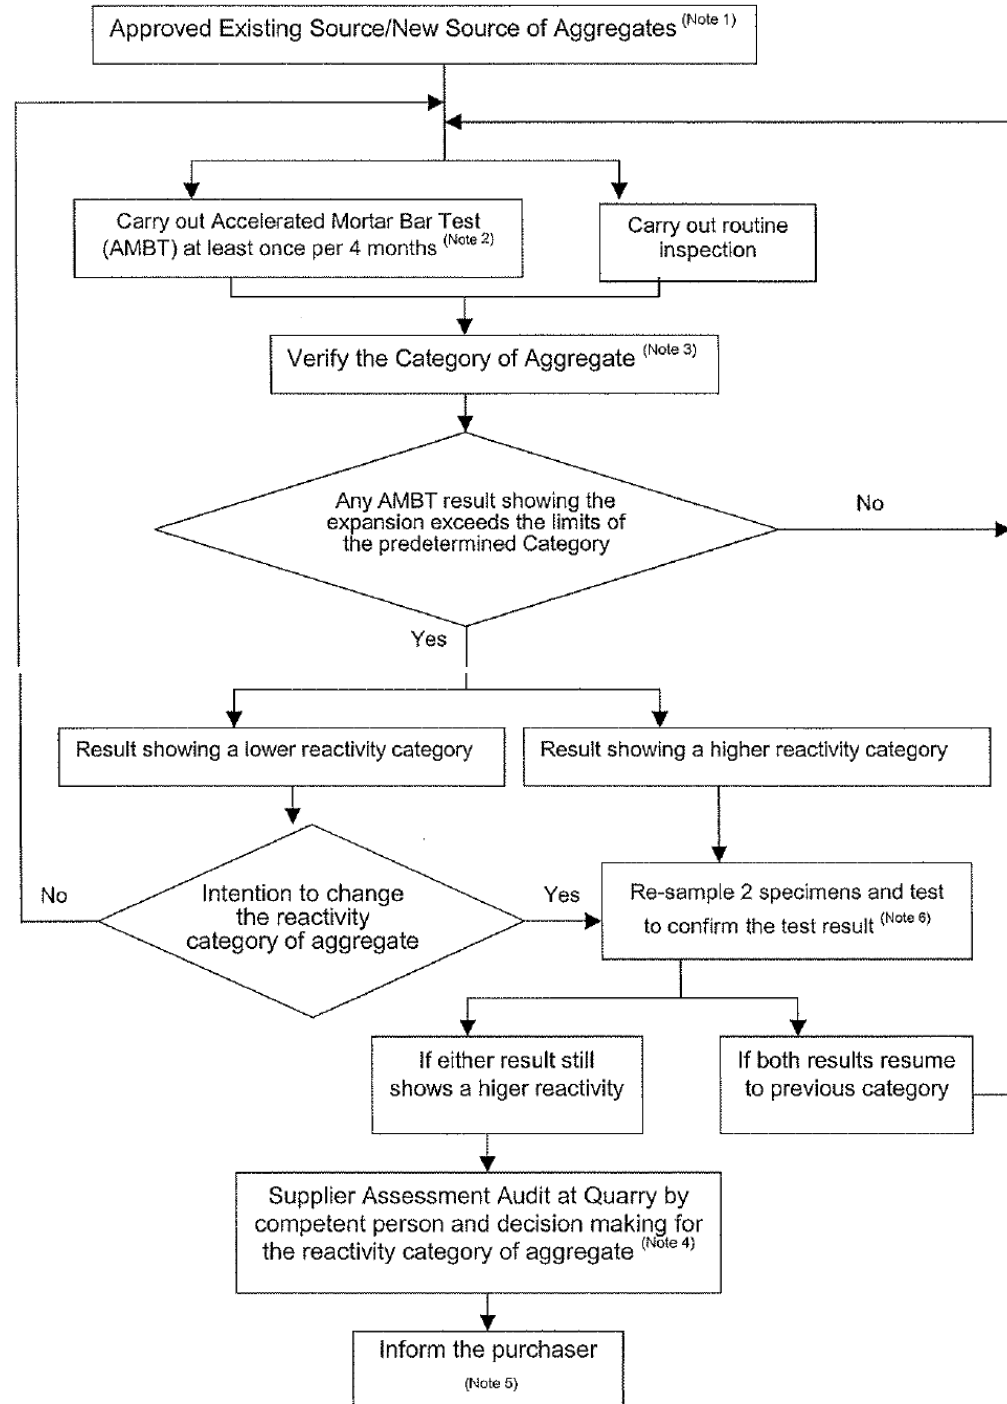 Approved Existing Source/New Source of Aggregates (Note 1)
Carry out Accelerated Mortar Bar Test
(AMBT) at least once per 4 months (Note 2)
Carry out routine
inspection
Verify the Category of Aggregate (Note 3)
Any AMBT result showing the
expansion exceeds the limits of
the predetermined Category
No
Yes
Result showing a lower reactivity category
Result showing a higher reactivity category
No
Intention to change
the reactivity
category of aggregate
Yes
Re-sample 2 specimens and test
to confirm the test result (Note 6)
If either result still
shows a higer reactivity
If both results resume
to previous category
Supplier Assessment Audit at Quarry by
competent person and decision making for
the reactivity category of aggregate (Note 4)
Inform the purchaser
(Note 5)